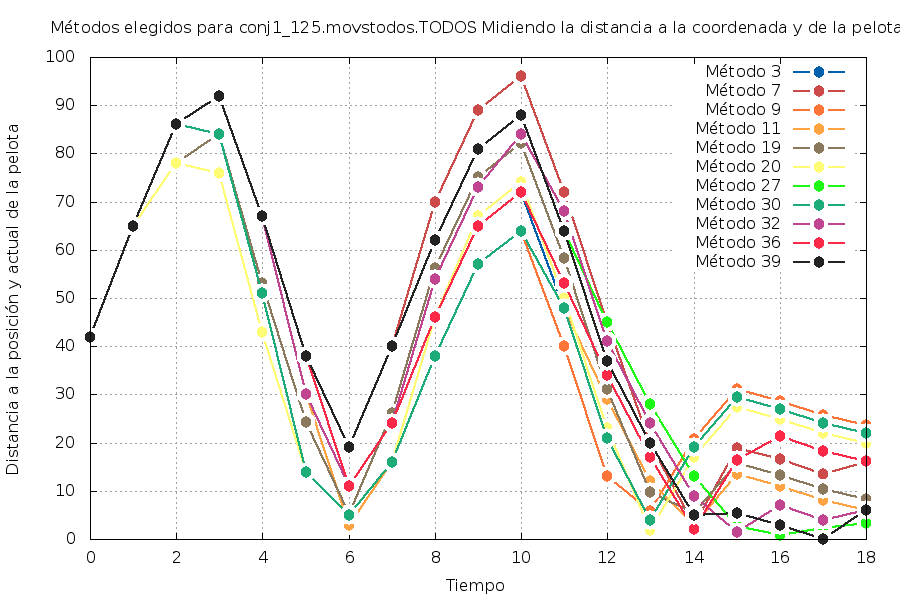 Métodos elegidos para conj1_125.movstodos.TODOS Midiendo la distancia a la coordenada y de la pelota
Distancia a la posición y actual de la pelota
100
90
80
70
60
50
40
30
20
10
0
Método 3
Método 7
Método 9
Método 11
Método 19
Método 20
Método 27
Método 30
Método 32
Método 36
Método 39
0 2 4 6 8 10 12 14 16 18
Tiempo